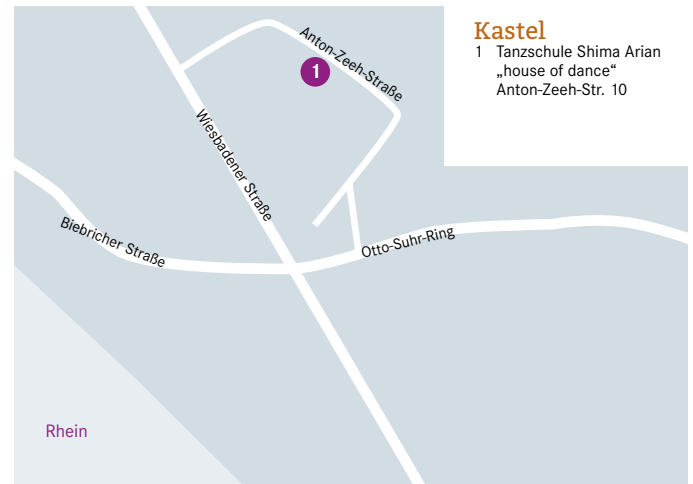 Kastel
1 Tanzschule Shima Arian
„house of dance“
Anton-Zeeh-Str. 10
Anton-Zeeh-Straße
1
Wiesbadener Straße
Biebricher Straße
Otto-Suhr-Ring
Rhein